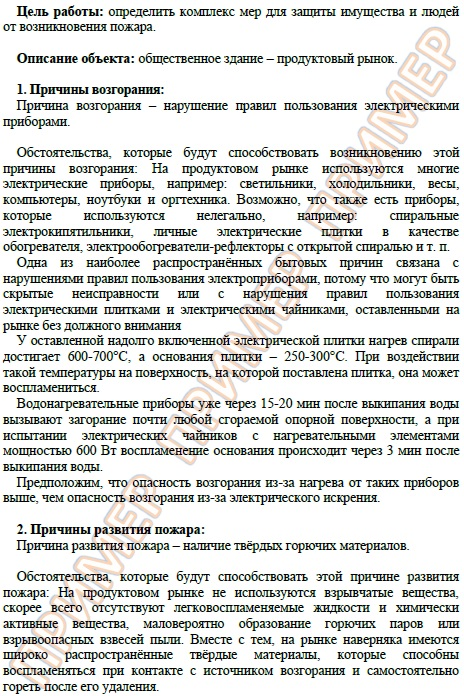 Цель работы: определить комплекс мер для защиты имущества и людей
от возникновения пожара.
Описание объекта: общественное здание – продуктовый рынок.
1. Причины возгорания:
Причина возгорания – нарушение правил пользования электрическими
приборами.
Обстоятельства, которые будут способствовать возникновению этой
причины возгорания: На продуктовом рынке используются многие
электрические приборы, например: светильники, холодильники, весы,
компьютеры, ноутбуки и оргтехника. Возможно, что также есть приборы,
которые используются нелегально, например: спиральные
электрокипятильники, личные электрические плитки в качестве
обогревателя, электрообогреватели-рефлекторы с открытой спиралью и т. п.
Одна из наиболее распространённых бытовых причин связана с
нарушениями правил пользования электроприборами, потому что могут быть
скрытые неисправности или с нарушения правил пользования
электрическими плитками и электрическими чайниками, оставленными на
рынке без должного внимания
У оставленной надолго включенной электрической плитки нагрев спирали
достигает 600-700°С, а основания плитки – 250-300°С. При воздействии
такой температуры на поверхность, на которой поставлена плитка, она может
воспламениться.
Водонагревательные приборы уже через 15-20 мин после выкипания воды
вызывают загорание почти любой сгораемой опорной поверхности, а при
испытании электрических чайников с нагревательными элементами
мощностью 600 Вт воспламенение основания происходит через 3 мин после
выкипания воды.
Предположим, что опасность возгорания из-за нагрева от таких приборов
выше, чем опасность возгорания из-за электрического искрения.
2. Причины развития пожара:
Причина развития пожара – наличие твёрдых горючих материалов.
Обстоятельства, которые будут способствовать этой причине развития
пожара: На продуктовом рынке не используются взрывчатые вещества,
скорее всего отсутствуют легковоспламеняемые жидкости и химически
активные вещества, маловероятно образование горючих паров или
взрывоопасных взвесей пыли. Вместе с тем, на рынке наверняка имеются
широко распространённые твёрдые материалы, которые способны
воспламеняться при контакте с источником возгорания и самостоятельно
гореть после его удаления.
ПРИМЕР ПРИМЕР ПРИМЕР ПРИМЕР